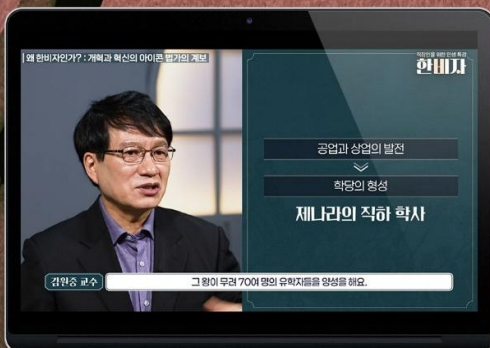 왜 한비자인가? : 개혁과 혁신의 아이콘 법가의 계보
직장인을 위한 인생 특강
한비자
공업과 상업의 발전
학당의 형성
제나라의 직하 학사
김원중 교수
그 왕이 무려 70여 명의 유학자들을 양성을 해요.